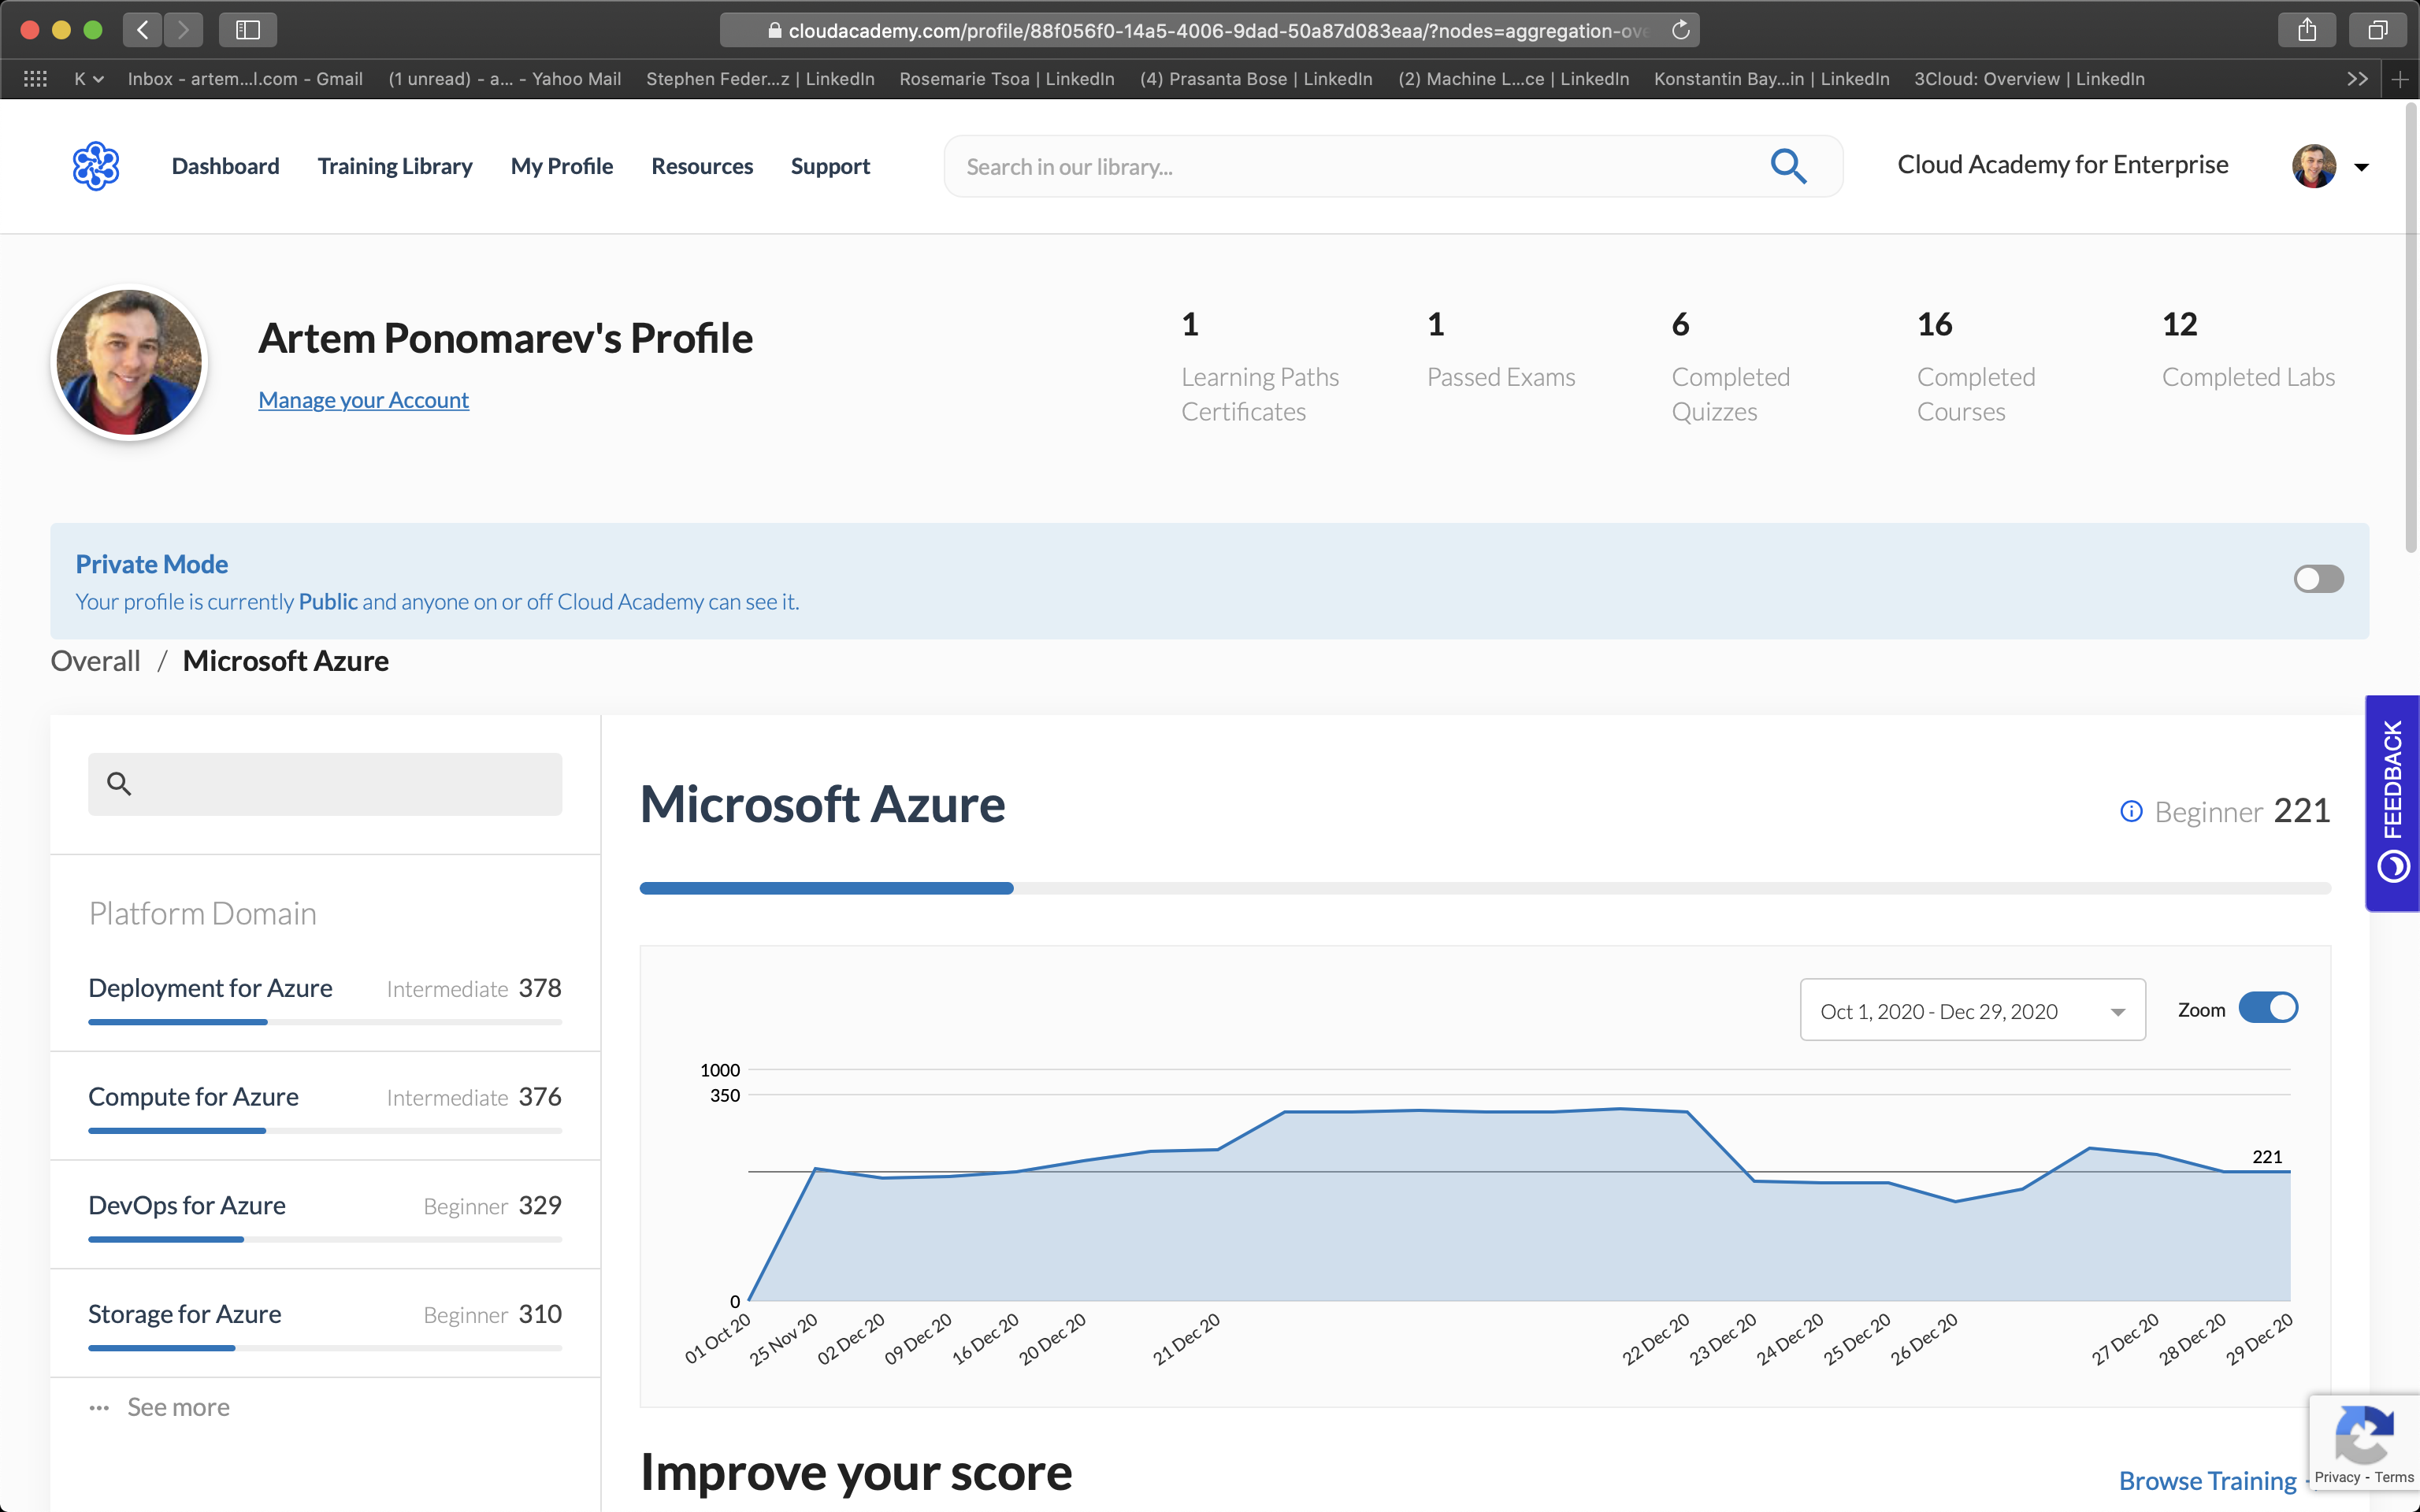 cloudacademy.com/profile/88f056f0-14a5-4006-9dad-50a87d083eaa/?nodes=aggregation-ove
K
Inbox - artem...l.com - Gmail
(1 unread) - a... - Yahoo Mail
Stephen Feder...z | LinkedIn
Rosemarie Tsoa | LinkedIn
(4) Prasanta Bose | LinkedIn
(2) Machine L...ce | LinkedIn
Konstantin Bay...in | LinkedIn
3Cloud: Overview | LinkedIn
Dashboard
Training Library
My Profile
Resources
Support
Search in our library...
Cloud Academy for Enterprise
Artem Ponomarev's Profile
Manage your Account
1
Learning Paths
Certificates
1
Passed Exams
6
Completed
Quizzes
16
Completed
Courses
12
Completed Labs
Private Mode
Your profile is currently Public and anyone on or off Cloud Academy can see it.
Overall / Microsoft Azure
Platform Domain
Deployment for Azure Intermediate 378
Compute for Azure Intermediate 376
DevOps for Azure Beginner 329
Storage for Azure Beginner 310
... See more
Microsoft Azure
Beginner 221
FEEDBACK
Oct 1, 2020 - Dec 29, 2020
Zoom
1000
350
221
0
01 Oct 20
25 Nov 20
02 Dec 20
09 Dec 20
16 Dec 20
20 Dec 20
21 Dec 20
22 Dec 20
23 Dec 20
24 Dec 20
25 Dec 20
26 Dec 20
27 Dec 20
28 Dec 20
29 Dec 20
Improve your score
Browse Training
Privacy - Terms